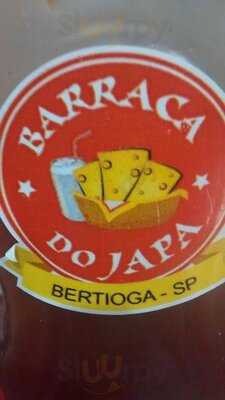 BARRACA
DO JAPA
BERTIOGA - SP